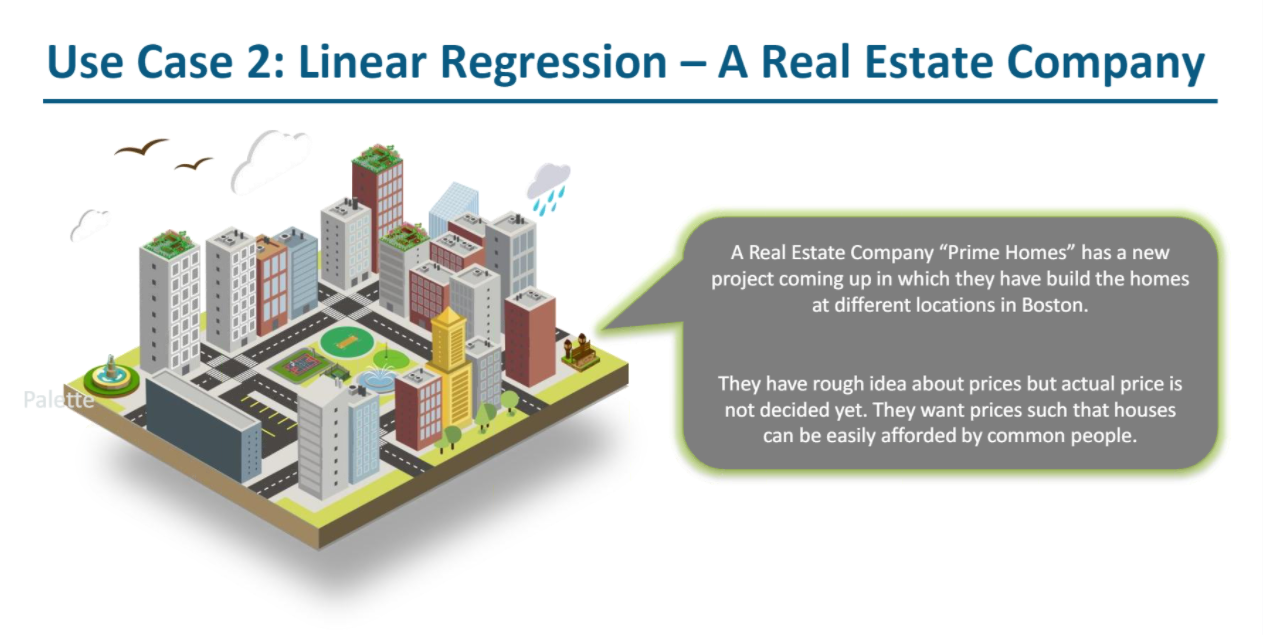 Use Case 2: Linear Regression – A Real Estate Company
A Real Estate Company “Prime Homes” has a new
project coming up in which they have build the homes
at different locations in Boston.
They have rough idea about prices but actual price is
not decided yet. They want prices such that houses
can be easily afforded by common people.
Palette